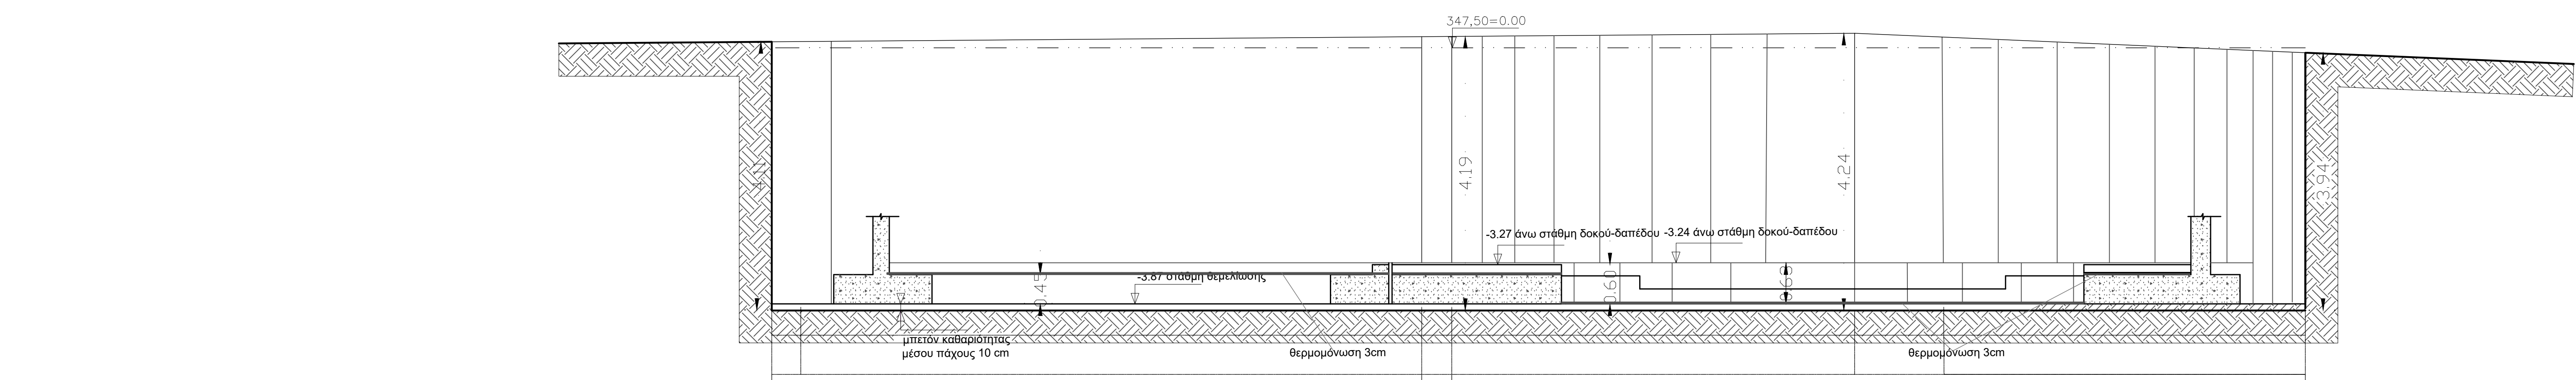 347,50=0.00
4.11
4.19
4.24
3.94
-3.27 άνω στάθμη δοκού-δαπέδου
-3.24 άνω στάθμη δοκού-δαπέδου
-3.87 στάθμη θεμελίωσης
0.45
0.60
0.63
μπετόν καθαριότητας
μέσου πάχους 10 cm
θερμομόνωση 3cm
θερμομόνωση 3cm